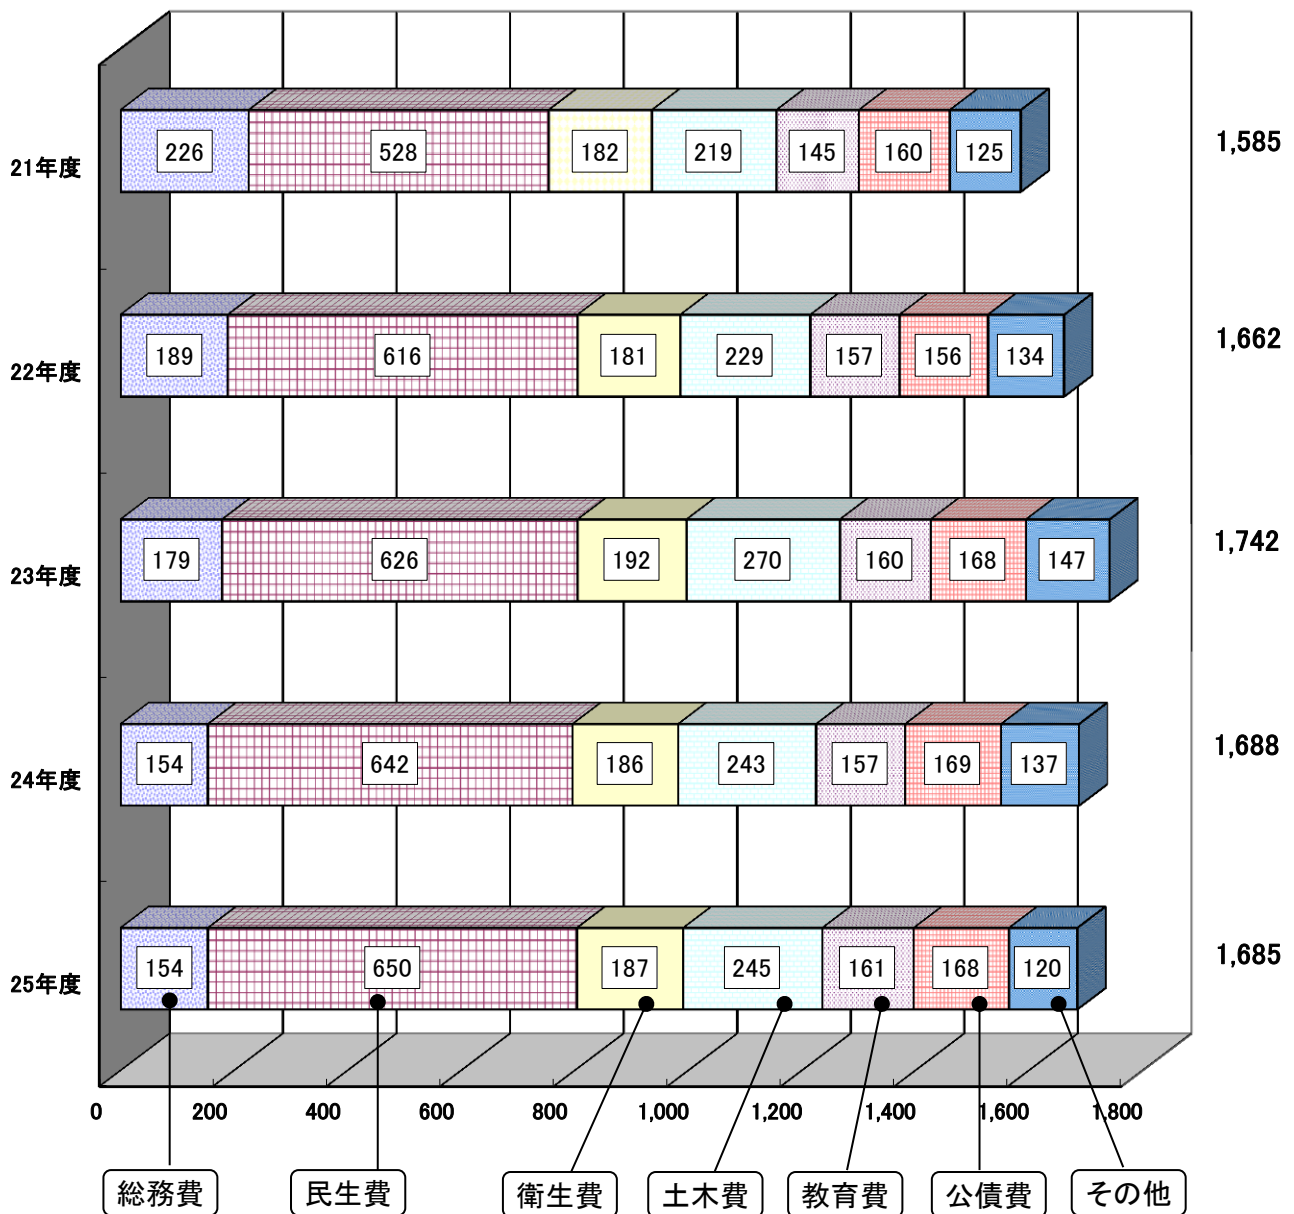 21年度 226 528 182 219 145 160 125 1,585
22年度 189 616 181 229 157 156 134 1,662
23年度 179 626 192 270 160 168 147 1,742
24年度 154 642 186 243 157 169 137 1,688
25年度 154 650 187 245 161 168 120 1,685
0 200 400 600 800 1,000 1,200 1,400 1,600 1,800
総務費 民生費 衛生費 土木費 教育費 公債費 その他